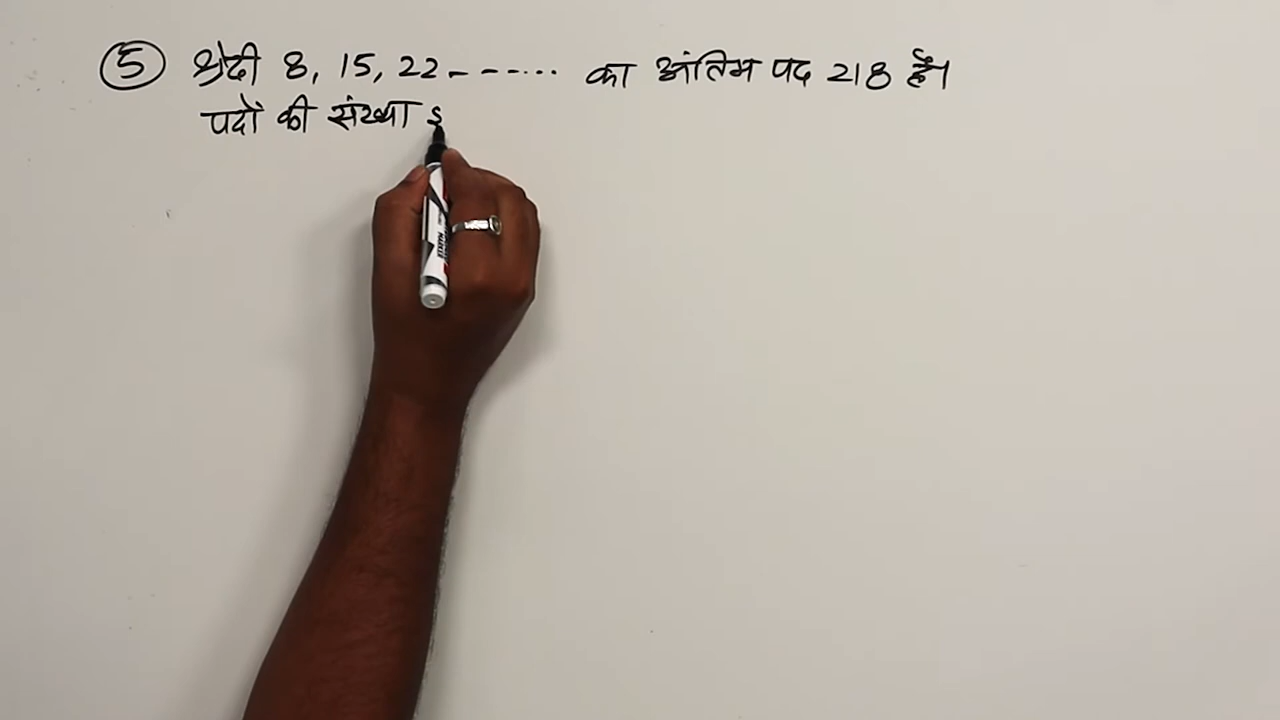 ⑤ श्रेढी 8, 15, 22 - - - - ... का अंतिम पद 218 है।
पदों की संख्या